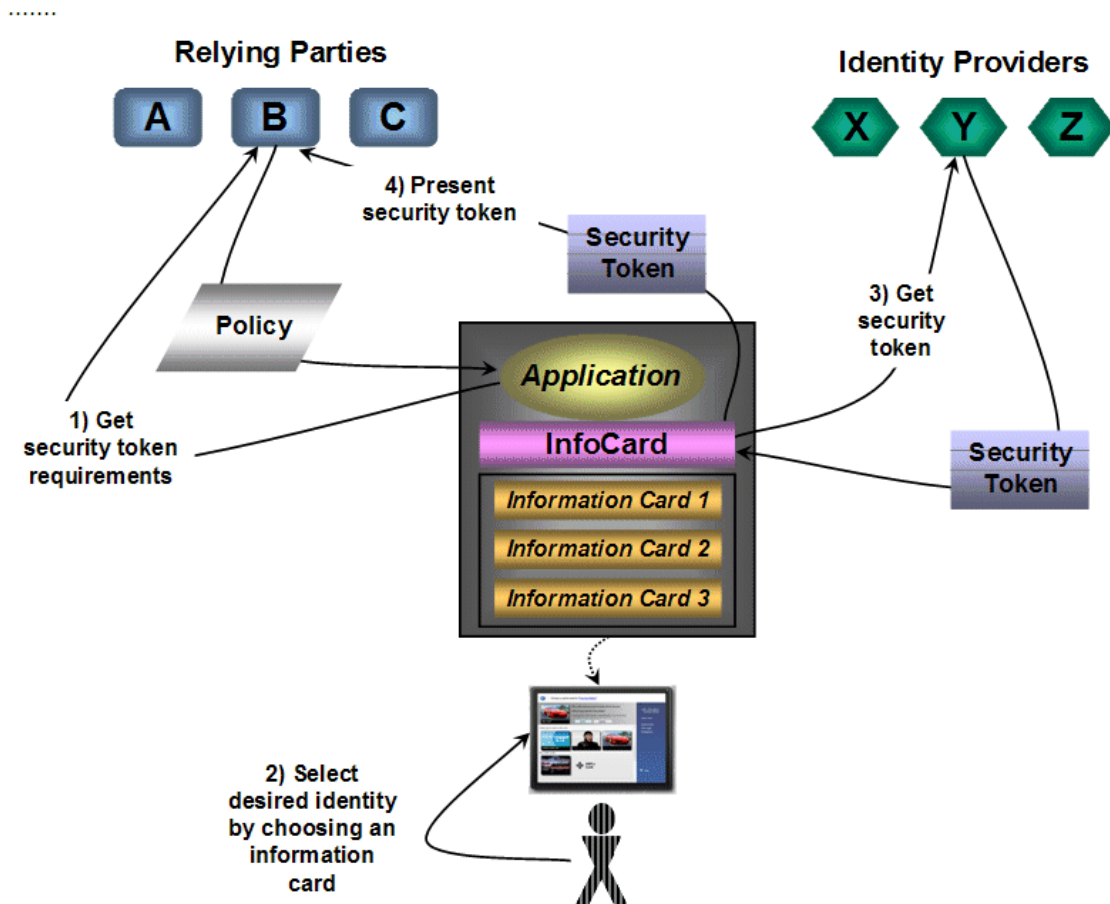 .......
Relying Parties
Identity Providers
A
B
C
X
Y
Z
4) Present
security token
Security
Token
3) Get
security
token
Policy
Application
1) Get
security token
requirements
InfoCard
Security
Token
Information Card 1
Information Card 2
Information Card 3
2) Select
desired identity
by choosing an
information
card